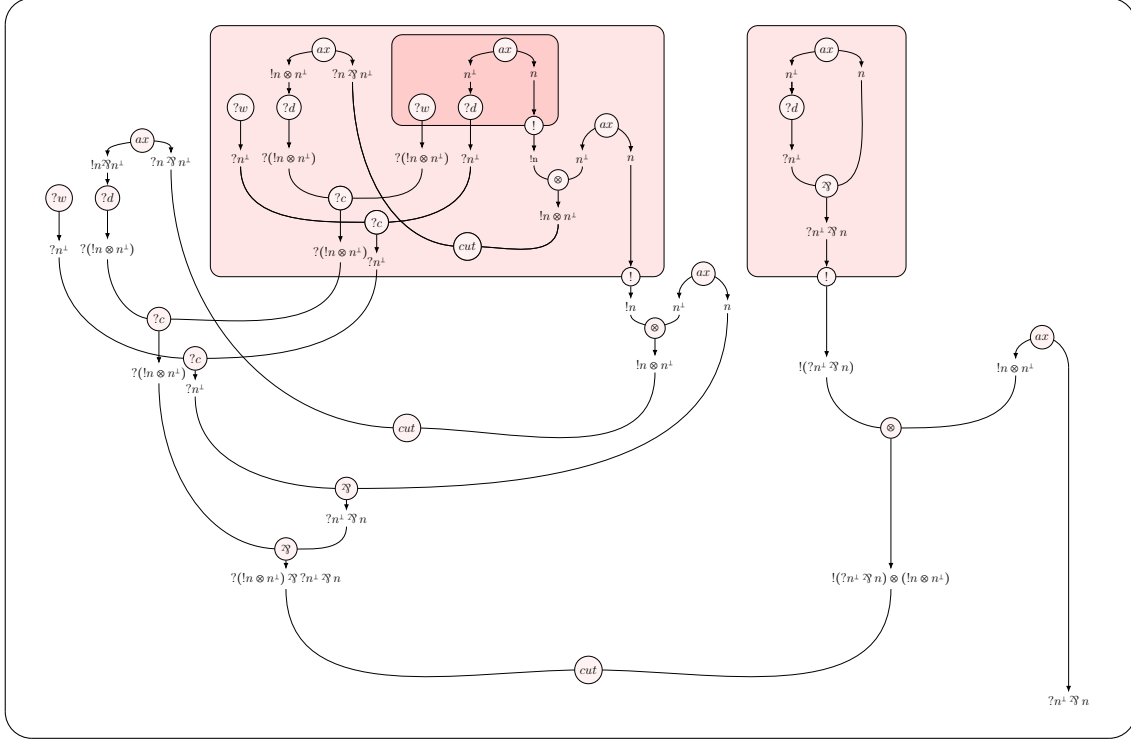 ax
ax
ax
!n ⊗ n⊥
?n ⅋ n⊥
n⊥
n
n⊥
n
?w
?d
?w
?d
?d
!
ax
ax
?n⊥
?(!n ⊗ n⊥)
?(!n ⊗ n⊥)
?n⊥
!n
n⊥
n
?n⊥
!n⅋n⊥
?n ⅋ n⊥
⊗
⅋
?w
?d
?c
!n ⊗ n⊥
?c
?n⊥ ⅋ n
?n⊥
?(!n ⊗ n⊥)
?(!n ⊗ n⊥)
?n⊥
cut
!
ax
!
!n
n⊥
n
?c
⊗
ax
?c
?(!n ⊗ n⊥)
?n⊥
!n ⊗ n⊥
!(?n⊥ ⅋ n)
!n ⊗ n⊥
cut
⊗
⅋
?n⊥ ⅋ n
⅋
?(!n ⊗ n⊥) ⅋ ?n⊥ ⅋ n
!(?n⊥ ⅋ n) ⊗ (!n ⊗ n⊥)
cut
?n⊥ ⅋ n